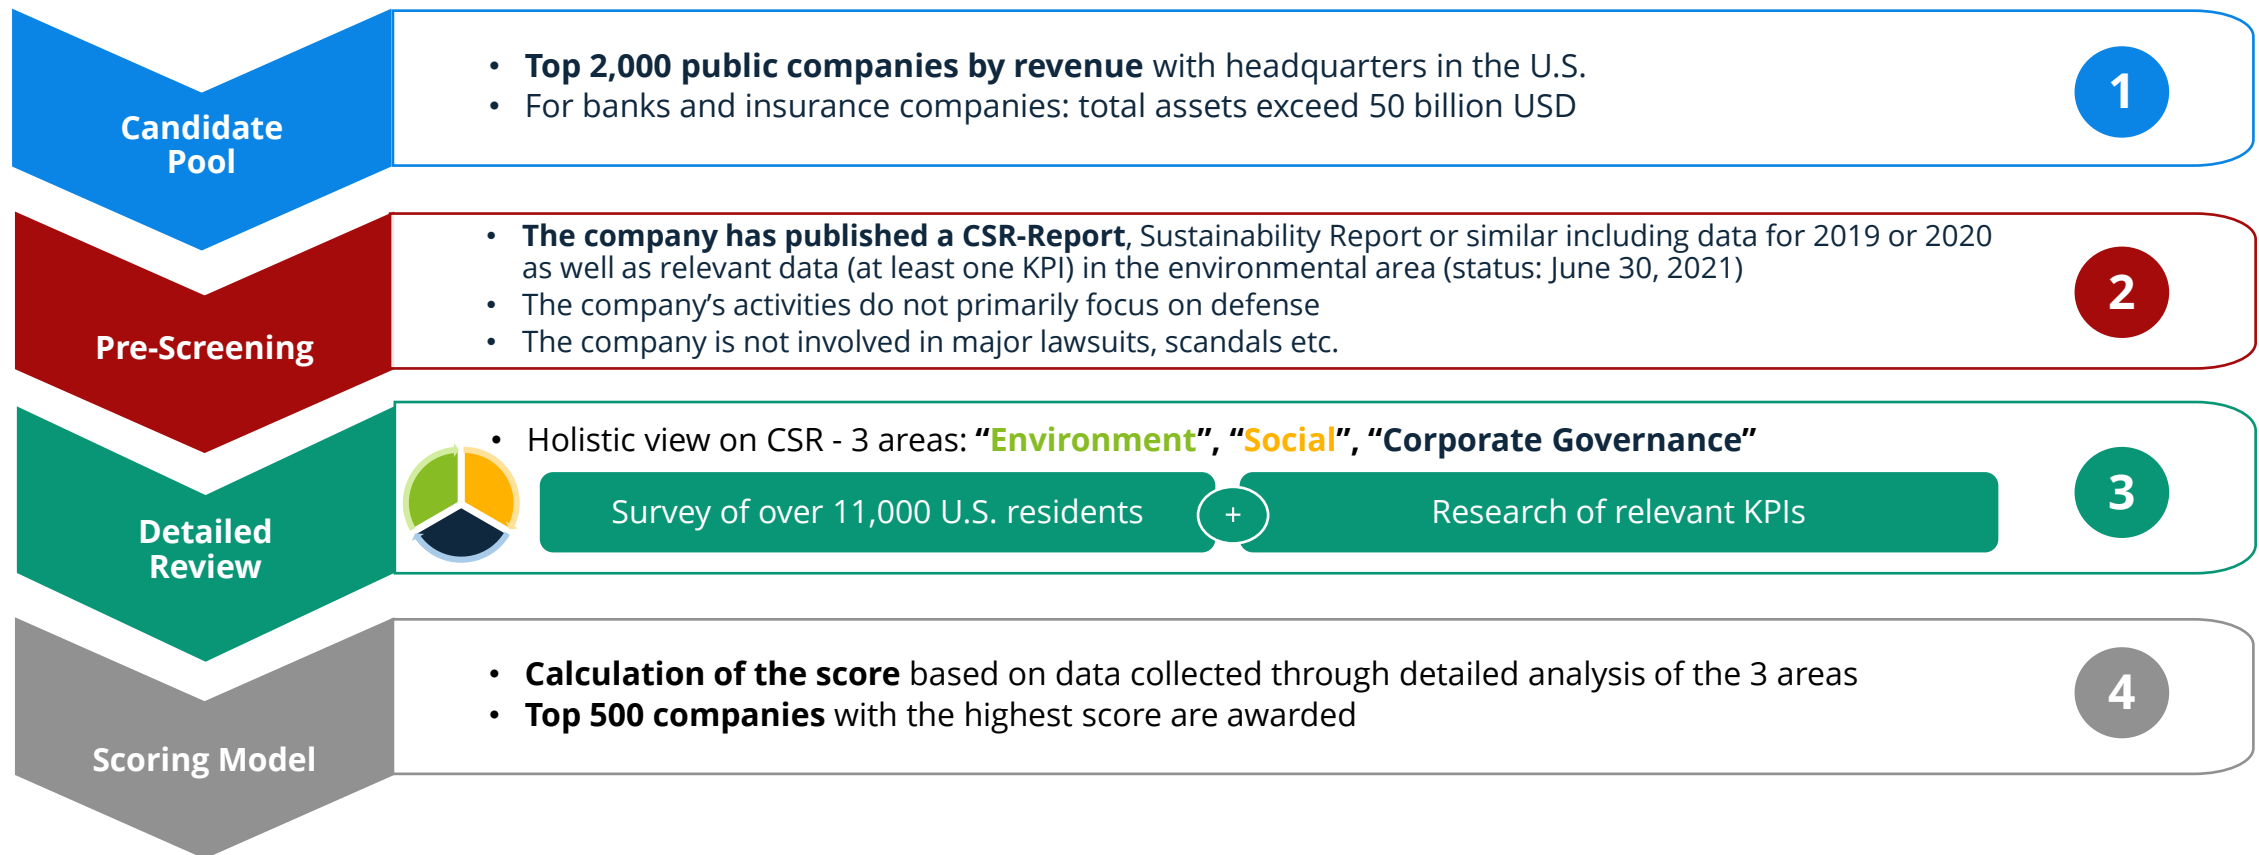 Candidate
Pool
• Top 2,000 public companies by revenue with headquarters in the U.S.
• For banks and insurance companies: total assets exceed 50 billion USD
1
Pre-Screening
• The company has published a CSR-Report, Sustainability Report or similar including data for 2019 or 2020
as well as relevant data (at least one KPI) in the environmental area (status: June 30, 2021)
• The company’s activities do not primarily focus on defense
• The company is not involved in major lawsuits, scandals etc.
2
Detailed
Review
• Holistic view on CSR - 3 areas: “Environment”, “Social”, “Corporate Governance”
Survey of over 11,000 U.S. residents
+
Research of relevant KPIs
3
Scoring Model
• Calculation of the score based on data collected through detailed analysis of the 3 areas
• Top 500 companies with the highest score are awarded
4